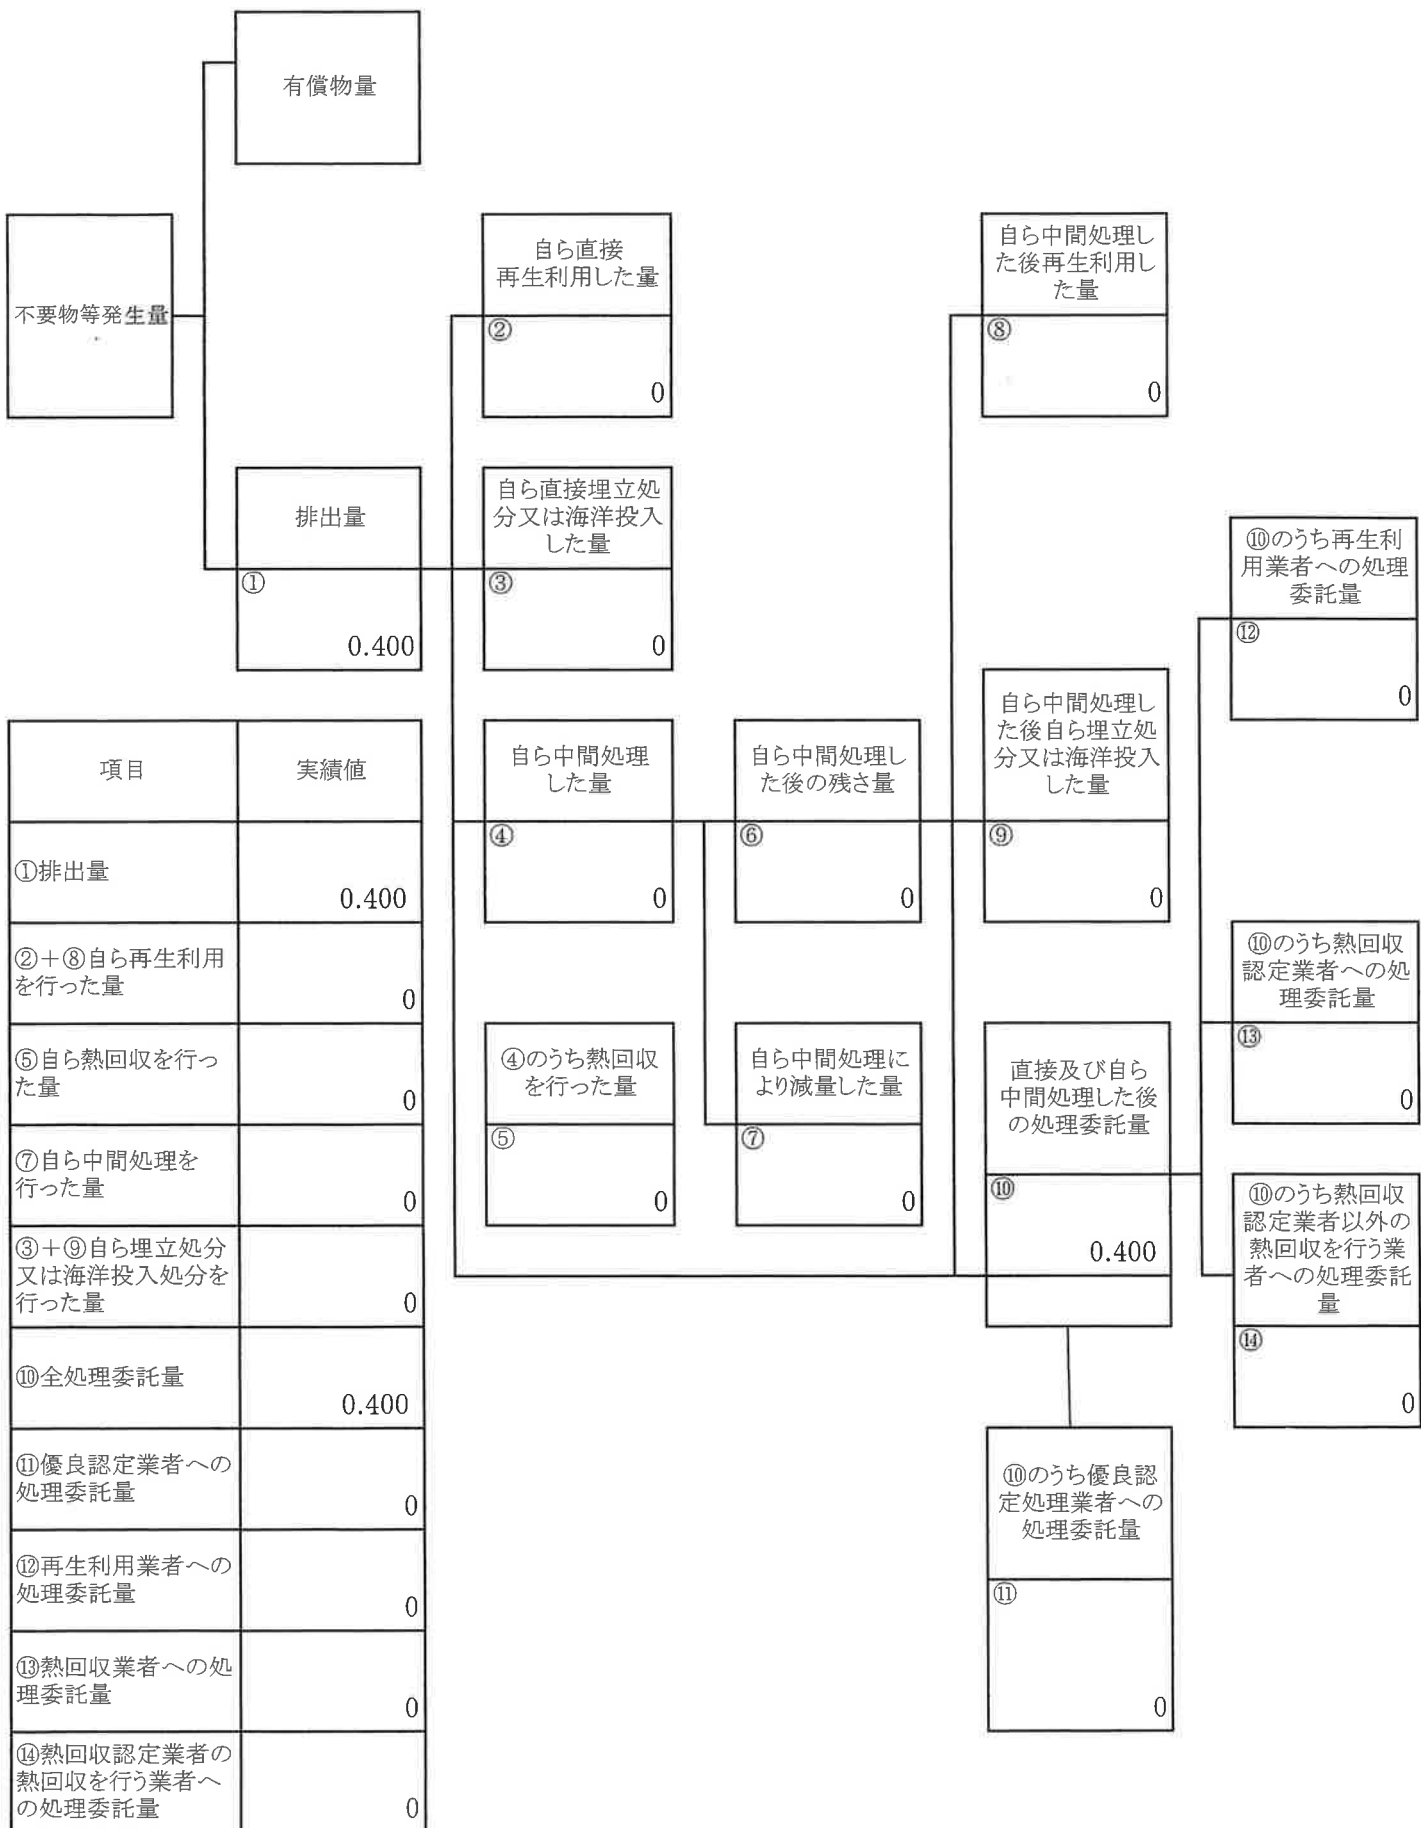 有償物量
不要物等発生量
自ら直接
再生利用した量
②
0
自ら中間処理し
た後再生利用し
た量
⑧
0
排出量
①
0.400
自ら直接埋立処
分又は海洋投入
した量
③
0
⑩のうち再生利
用業者への処理
委託量
⑫
0
自ら中間処理
した量
④
0
自ら中間処理し
た後の残さ量
⑥
0
自ら中間処理し
た後自ら埋立処
分又は海洋投入
した量
⑨
0
⑩のうち熱回収
認定業者への処
理委託量
⑬
0
④のうち熱回収
を行った量
⑤
0
自ら中間処理に
より減量した量
⑦
0
直接及び自ら
中間処理した後
の処理委託量
⑩
0.400
⑩のうち熱回収
認定業者以外の
熱回収を行う業
者への処理委託
量
⑭
0
⑩のうち優良認
定処理業者への
処理委託量
⑪
0
項目
実績値
①排出量
0.400
②＋⑧自ら再生利用
を行った量
0
⑤自ら熱回収を行っ
た量
0
⑦自ら中間処理を
行った量
0
③＋⑨自ら埋立処分
又は海洋投入処分を
行った量
0
⑩全処理委託量
0.400
⑪優良認定業者への
処理委託量
0
⑫再生利用業者への
処理委託量
0
⑬熱回収業者への処
理委託量
0
⑭熱回収認定業者の
熱回収を行う業者へ
の処理委託量
0